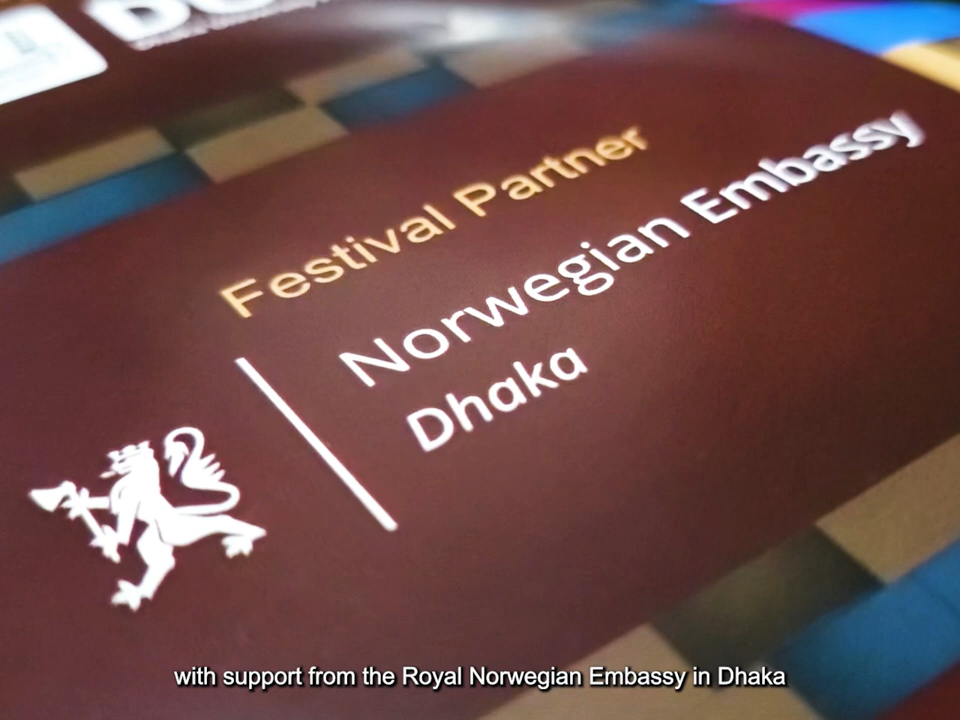 Festival Partner
Norwegian Embassy
Dhaka
with support from the Royal Norwegian Embassy in Dhaka